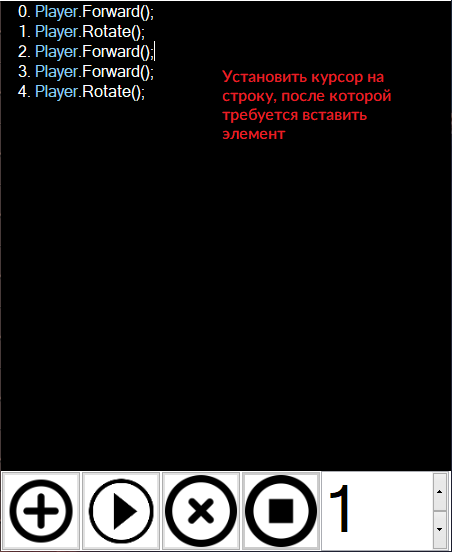 0. Player.Forward();
1. Player.Rotate();
2. Player.Forward();
3. Player.Forward();
4. Player.Rotate();
Установить курсор на
строку, после которой
требуется вставить
элемент
1